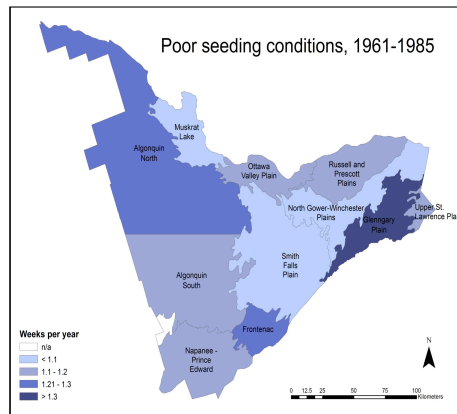 Poor seeding conditions, 1961-1985
Muskrat
Lake
Algonquin
North
Ottawa
Valley Plain
Russell and
Prescott
Plains
North Gower-Winchester
Plains
Glenngary
Plain
Upper St.
Lawrence Pla
Smith
Falls
Plain
Algonquin
South
Frontenac
Napanee -
Prince
Edward
Weeks per year
n/a
< 1.1
1.1 - 1.2
1.21 - 1.3
> 1.3
N
0 12.5 25 50 75 100
Kilometers